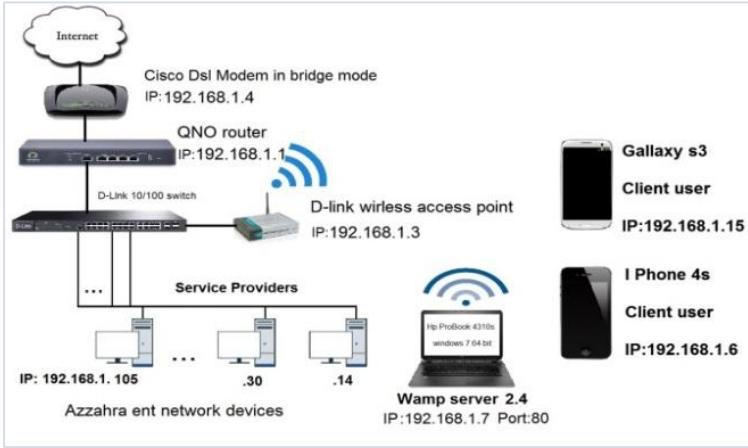 Internet
Cisco Dsl Modem in bridge mode
IP:192.168.1.4
QNO router
IP:192.168.1.1
D-LInk 10/100 switch
D-Link
D-link wirless access point
IP:192.168.1.3
...
Service Providers
...
IP: 192.168.1. 105
.30
.14
Azzahra ent network devices
Hp ProBook 4310s
windows 7 64 bit
Wamp server 2.4
IP:192.168.1.7 Port:80
Gallaxy s3
Client user
IP:192.168.1.15
I Phone 4s
Client user
IP:192.168.1.6